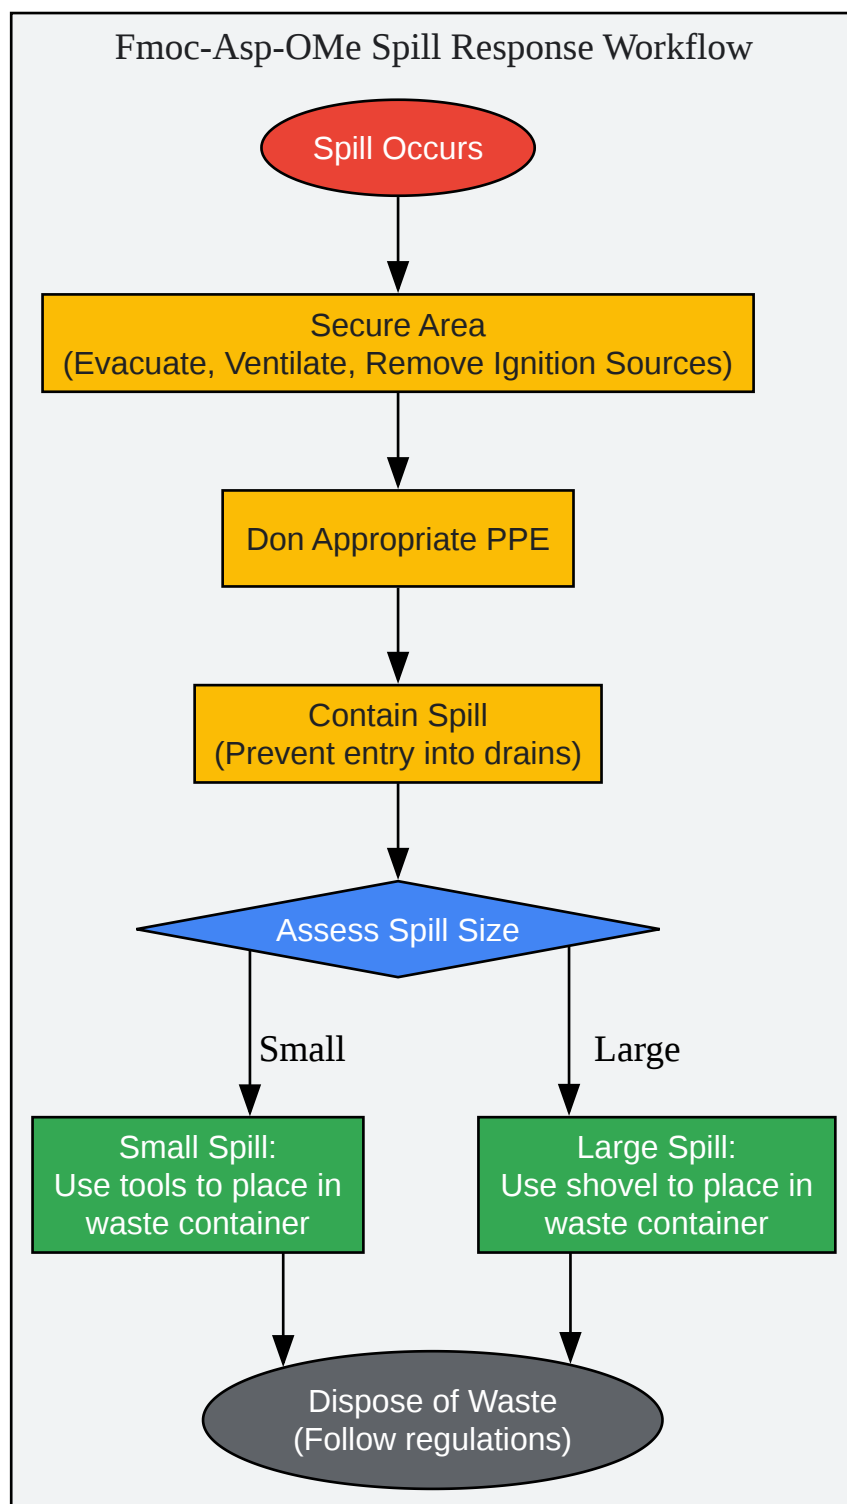 Fmoc-Asp-OMe Spill Response Workflow
Spill Occurs
Secure Area
(Evacuate, Ventilate, Remove Ignition Sources)
Don Appropriate PPE
Contain Spill
(Prevent entry into drains)
Assess Spill Size
Small
Large
Small Spill:
Use tools to place in
waste container
Large Spill:
Use shovel to place in
waste container
Dispose of Waste
(Follow regulations)